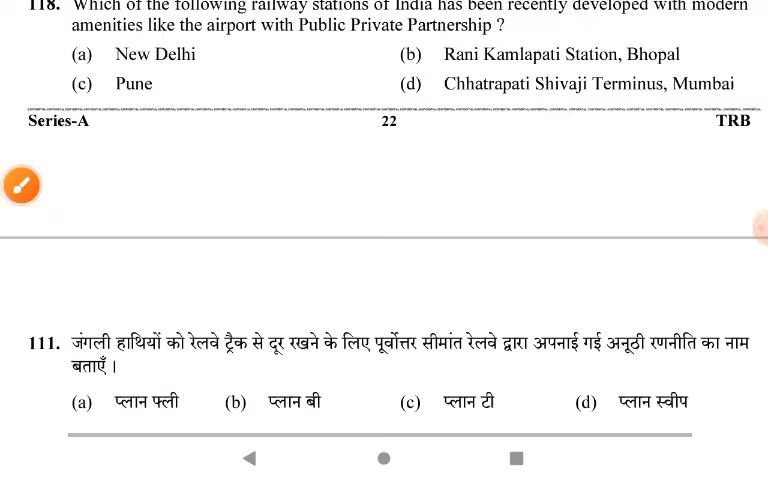 118. Which of the following railway stations of India has been recently developed with modern
amenities like the airport with Public Private Partnership ?
(a) New Delhi (b) Rani Kamlapati Station, Bhopal
(c) Pune (d) Chhatrapati Shivaji Terminus, Mumbai
Series-A 22 TRB
111. जंगली हाथियों को रेलवे ट्रैक से दूर रखने के लिए पूर्वोत्तर सीमांत रेलवे द्वारा अपनाई गई अनूठी रणनीति का नाम
बताएँ ।
(a) प्लान फ्ली (b) प्लान बी (c) प्लान टी (d) प्लान स्वीप